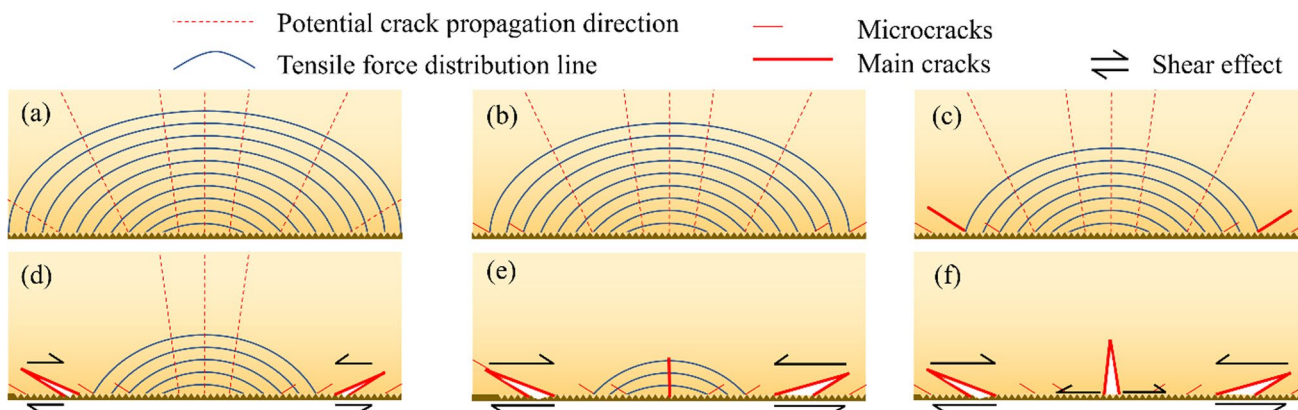 Potential crack propagation direction
Microcracks
Tensile force distribution line
Main cracks
Shear effect
(a)
(b)
(c)
(d)
(e)
(f)